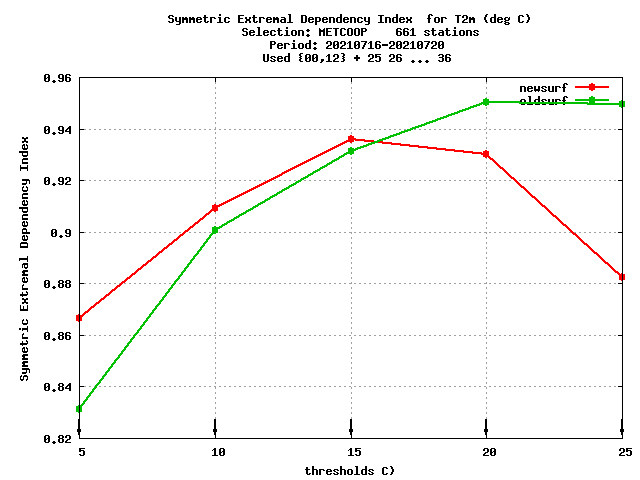 Symmetric Extremal Dependency Index  for T2m (deg C)
Selection: METCOOP    661 stations
Period: 20210716-20210720
Used {00,12} + 25 26 ... 36
0.96
newsurf
oldsurf
0.94
0.92
0.9
0.88
0.86
0.84
0.82
Symmetric Extremal Dependency Index
5 10 15 20 25
thresholds C)